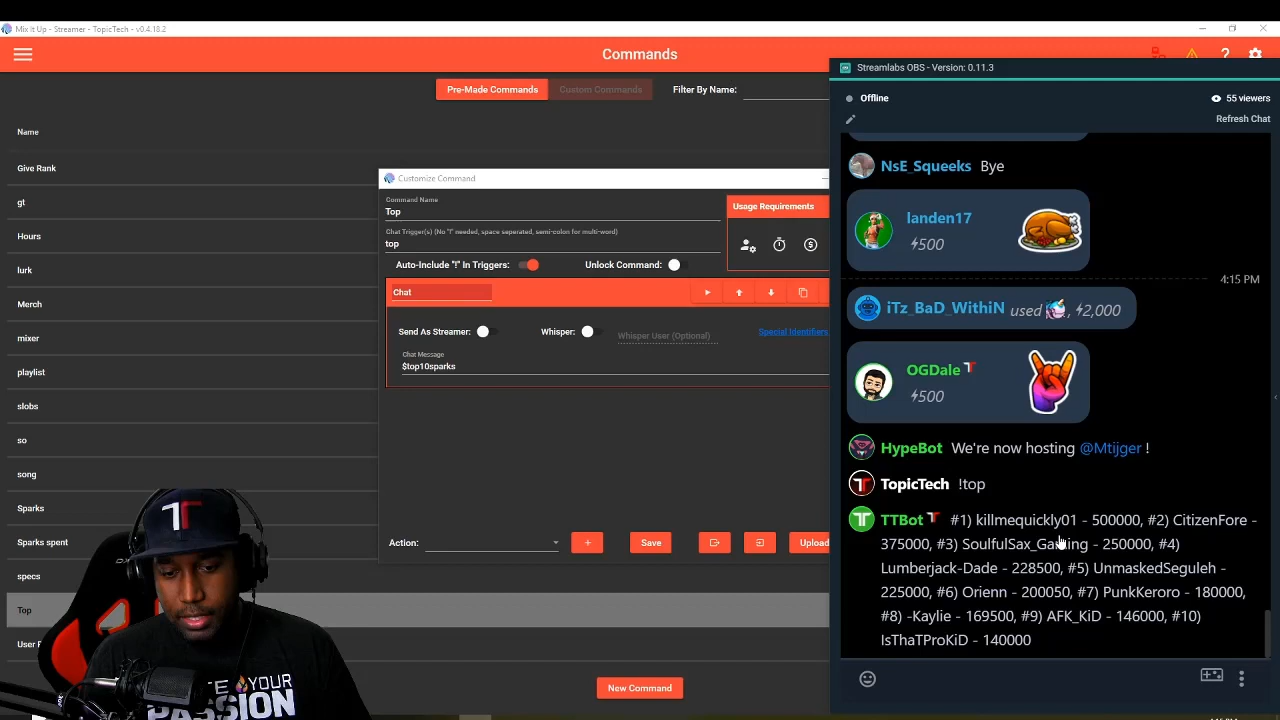 Mix It Up - Streamer - TopicTech - v0.4.18.2
Commands
Streamlabs OBS - Version: 0.11.3
Pre-Made Commands
Custom Commands
Filter By Name:
Offline
55 viewers
Refresh Chat
Name
Give Rank
gt
Hours
lurk
Merch
mixer
playlist
slobs
so
song
Sparks
Sparks spent
specs
Top
User
New Command
Customize Command
Command Name
Top
Usage Requirements
Chat Trigger(s) (No "!" needed, space seperated, semi-colon for multi-word)
top
Auto-Include "!" In Triggers:
Unlock Command:
Chat
Send As Streamer:
Whisper:
Whisper User (Optional)
Special Identifiers
Chat Message
$top10sparks
Action:
+
Save
Upload
NsE_Squeeks Bye
landen17
500
4:15 PM
iTz_BaD_WithiN used , 2,000
OGDale
500
HypeBot We're now hosting @Mtijger !
TopicTech !top
TTBot #1) killmequickly01 - 500000, #2) CitizenFore -
375000, #3) SoulfulSax_Gaming - 250000, #4)
Lumberjack-Dade - 228500, #5) UnmaskedSeguleh -
225000, #6) Orienn - 200050, #7) PunkKeroro - 180000,
#8) -Kaylie - 169500, #9) AFK_KiD - 146000, #10)
IsThaTProKiD - 140000
YOUR
PASSION